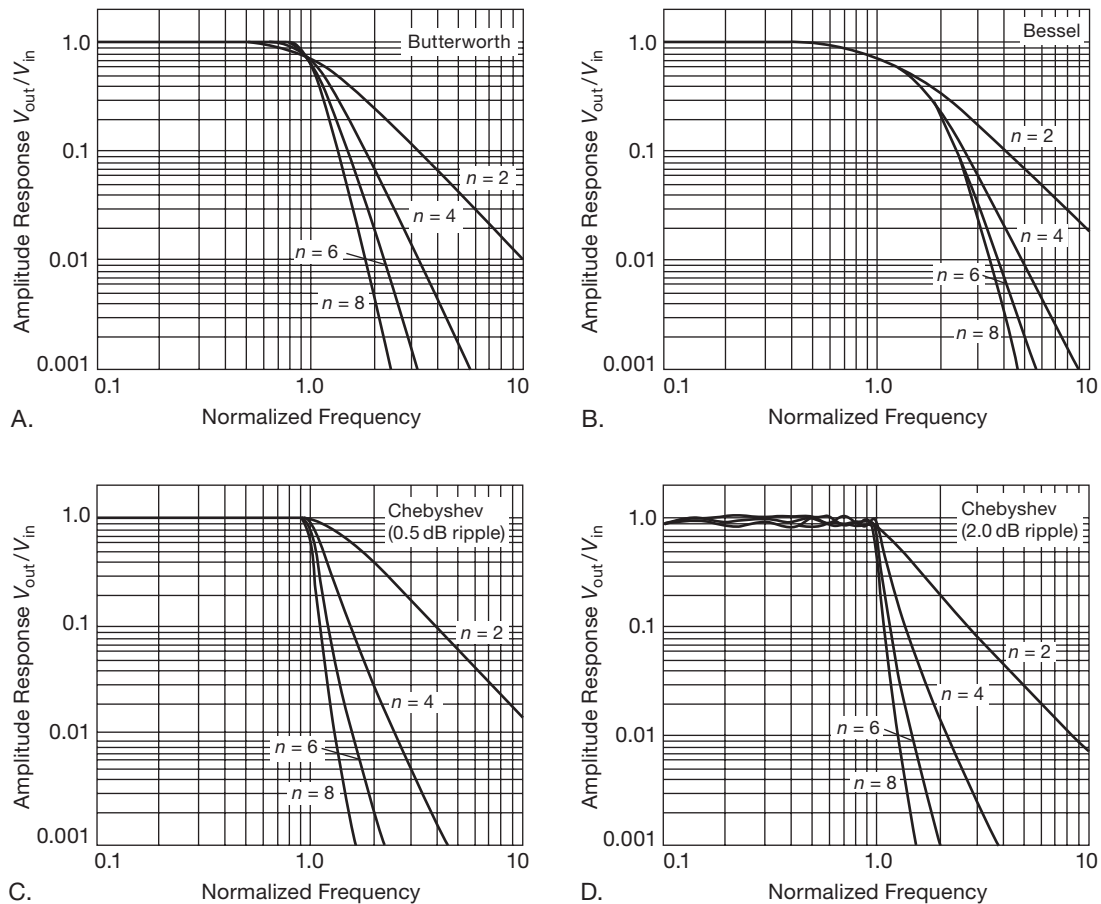 Butterworth
Amplitude Response Vout/Vin
1.0
0.1
0.01
0.001
n = 2
n = 4
n = 6
n = 8
0.1
1.0
10
Normalized Frequency
A.
Bessel
Amplitude Response Vout/Vin
1.0
0.1
0.01
0.001
n = 2
n = 4
n = 6
n = 8
0.1
1.0
10
Normalized Frequency
B.
Chebyshev
(0.5 dB ripple)
Amplitude Response Vout/Vin
1.0
0.1
0.01
0.001
n = 2
n = 4
n = 6
n = 8
0.1
1.0
10
Normalized Frequency
C.
Chebyshev
(2.0 dB ripple)
Amplitude Response Vout/Vin
1.0
0.1
0.01
0.001
n = 2
n = 4
n = 6
n = 8
0.1
1.0
10
Normalized Frequency
D.